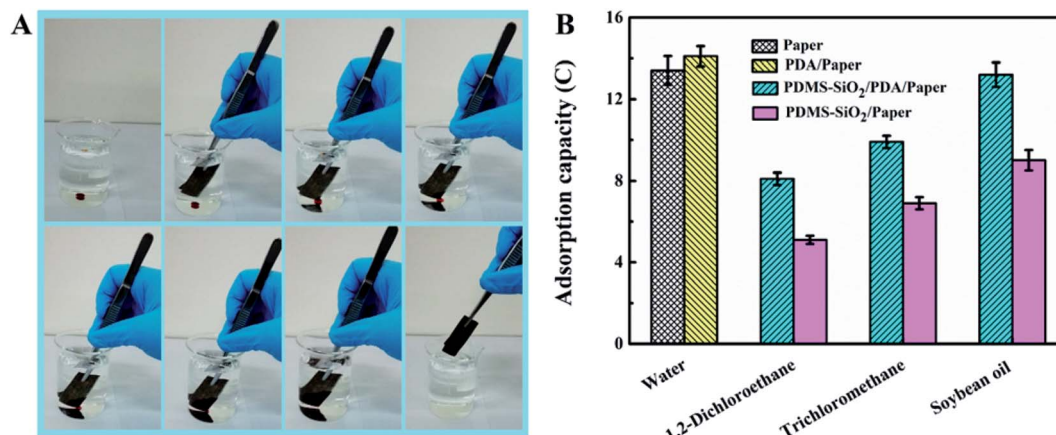 A
B
Adsorption capacity (C)
16
12
8
4
0
Paper
PDA/Paper
PDMS-SiO₂/PDA/Paper
PDMS-SiO₂/Paper
Water
1,2-Dichloroethane
Trichloromethane
Soybean oil